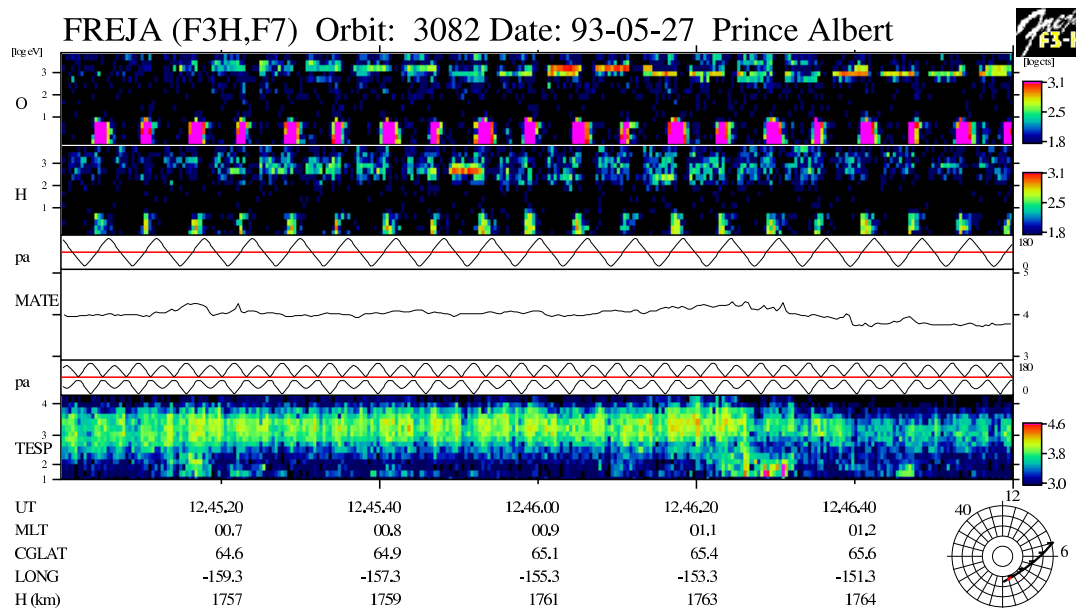 FREJA (F3H,F7) Orbit: 3082 Date: 93-05-27 Prince Albert
Freja
F3-H
[log eV]
[log cts]
O
3
2
1
3.1
2.5
1.8
H
3
2
1
3.1
2.5
1.8
pa
180
0
MATE
5
4
3
pa
180
0
TESP
4
3
2
1
4.6
3.8
3.0
UT 12.45.20 12.45.40 12.46.00 12.46.20 12.46.40
MLT 00.7 00.8 00.9 01.1 01.2
CGLAT 64.6 64.9 65.1 65.4 65.6
LONG -159.3 -157.3 -155.3 -153.3 -151.3
H (km) 1757 1759 1761 1763 1764
12
40
6